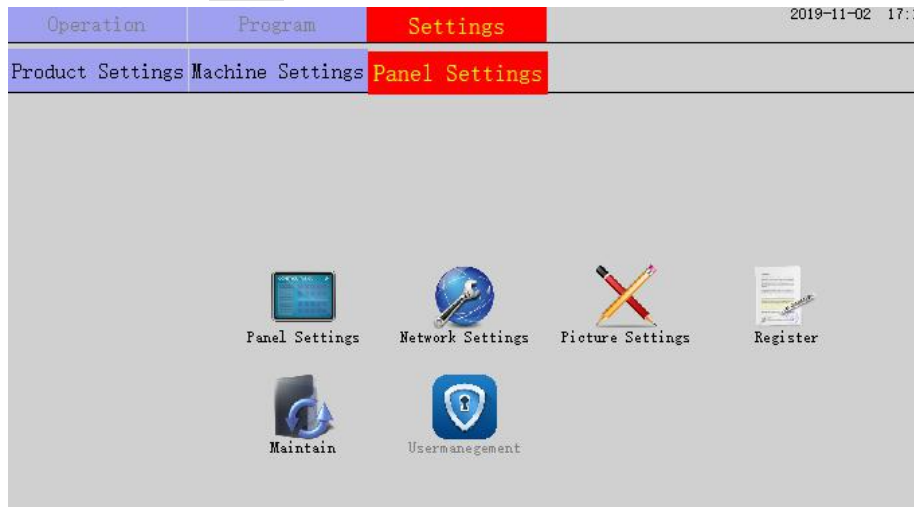 Operation Program Settings 2019-11-02 17:
Product Settings Machine Settings Panel Settings
Panel Settings Network Settings Picture Settings Register
Maintain Usermanegement